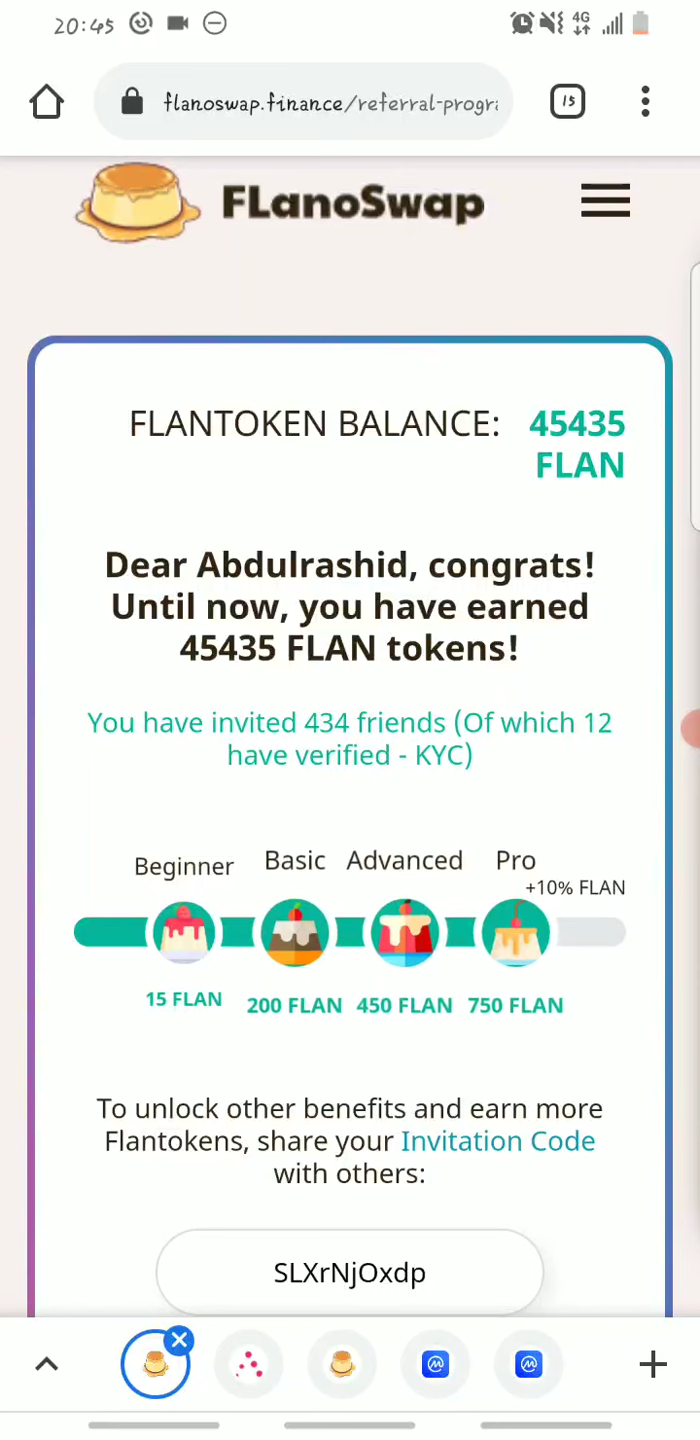 20:45
4G
flanoswap.finance/referral-progra
15
FLanoSwap
FLANTOKEN BALANCE: 45435
FLAN
Dear Abdulrashid, congrats!
Until now, you have earned
45435 FLAN tokens!
You have invited 434 friends (Of which 12
have verified - KYC)
Beginner Basic Advanced Pro
+10% FLAN
15 FLAN 200 FLAN 450 FLAN 750 FLAN
To unlock other benefits and earn more
Flantokens, share your Invitation Code
with others:
SLXrNjOxdp